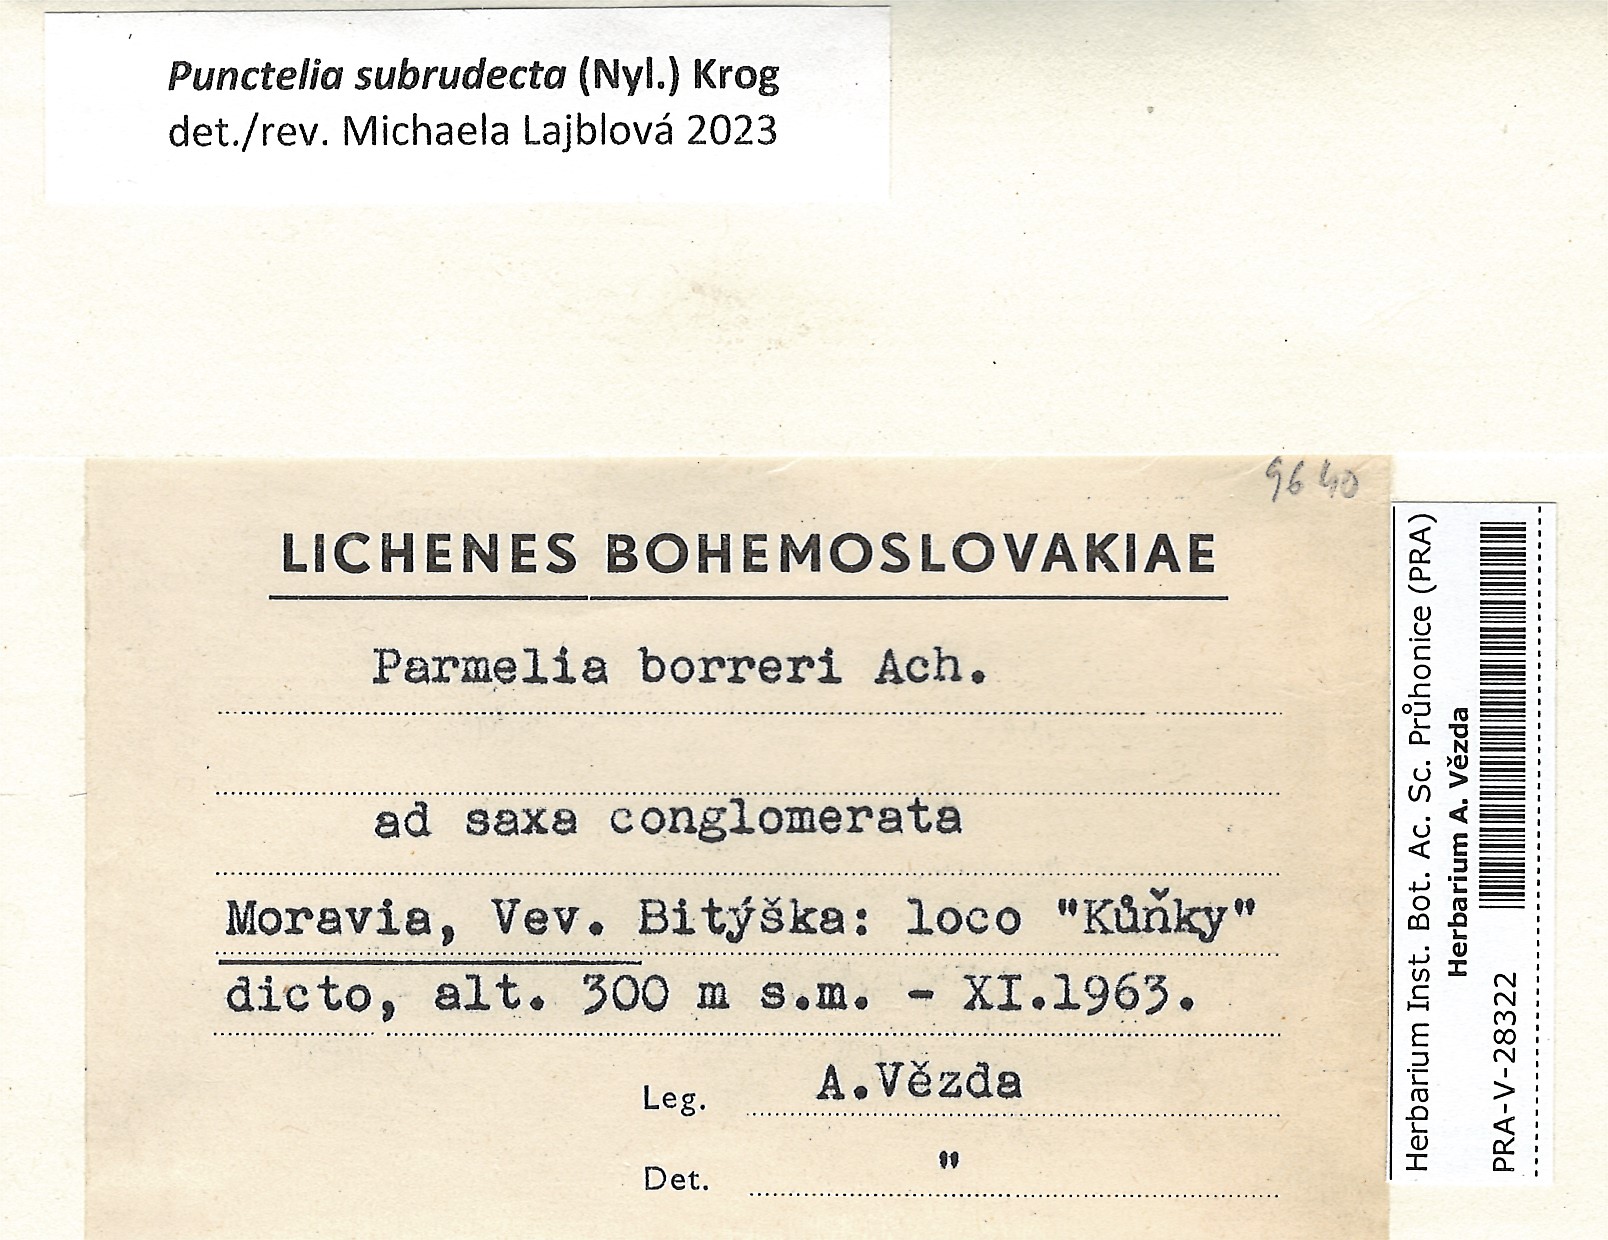 Punctelia subrudecta (Nyl.) Krog
det./rev. Michaela Lajblová 2023
9640
LICHENES BOHEMOSLOVAKIAE
Parmelia borreri Ach.
ad saxa conglomerata
Moravia, Vev. Bitýška: loco "Kůňky"
dicto, alt. 300 m s.m. - XI.1963.
Leg. A.Vězda
Det. "
Herbarium Inst. Bot. Ac. Sc. Průhonice (PRA)
Herbarium A. Vězda
PRA-V-28322